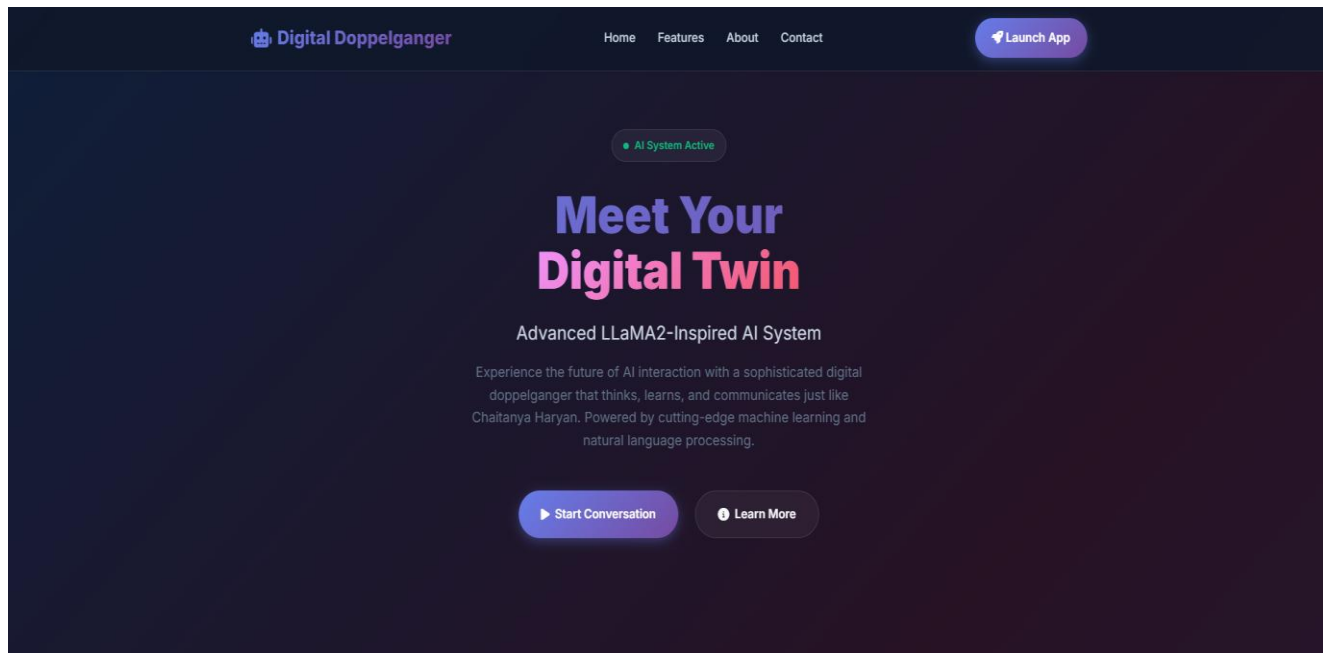 Digital Doppelganger
Home Features About Contact
Launch App
AI System Active
Meet Your
Digital Twin
Advanced LLaMA2-Inspired AI System
Experience the future of AI interaction with a sophisticated digital
doppelganger that thinks, learns, and communicates just like
Chaitanya Haryan. Powered by cutting-edge machine learning and
natural language processing.
Start Conversation
Learn More